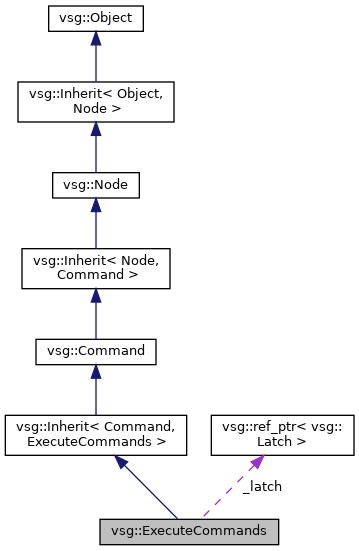 vsg::Object
vsg::Inherit< Object,
Node >
vsg::Node
vsg::Inherit< Node,
Command >
vsg::Command
vsg::Inherit< Command,
ExecuteCommands >
vsg::ref_ptr< vsg::
Latch >
_latch
vsg::ExecuteCommands